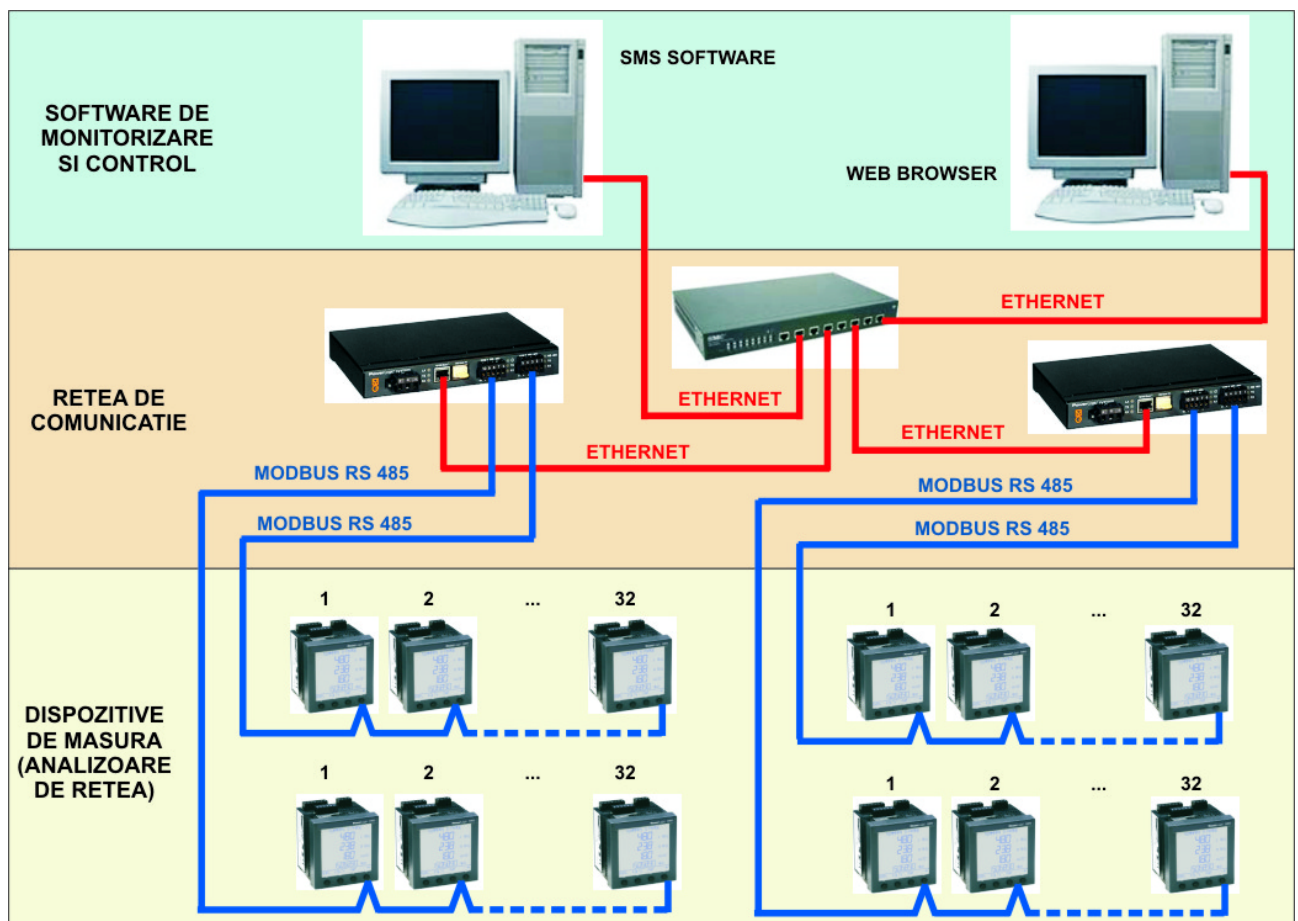 SMS SOFTWARE
SOFTWARE DE
MONITORIZARE
SI CONTROL
WEB BROWSER
ETHERNET
RETEA DE
COMUNICATIE
ETHERNET
ETHERNET
ETHERNET
MODBUS RS 485
MODBUS RS 485
MODBUS RS 485
MODBUS RS 485
1 2 ... 32
1 2 ... 32
DISPOZITIVE
DE MASURA
(ANALIZOARE
DE RETEA)
1 2 ... 32
1 2 ... 32